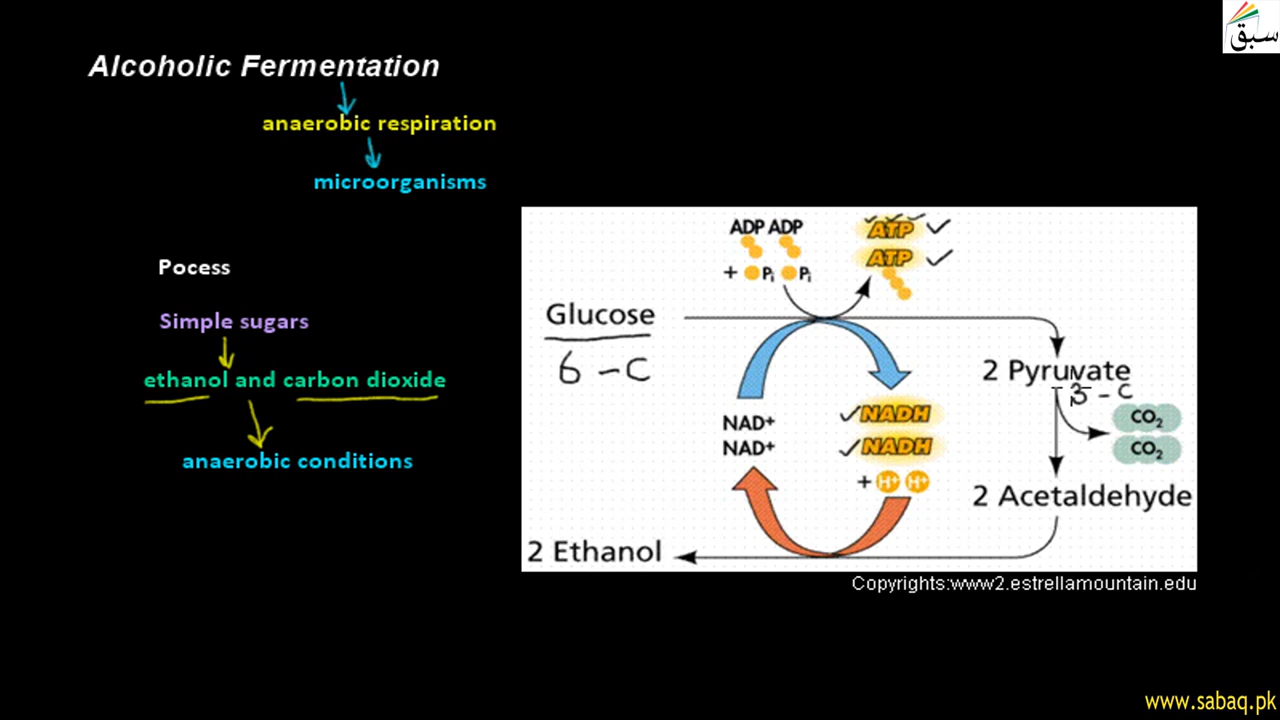 سبق
Alcoholic Fermentation
anaerobic respiration
microorganisms
Pocess
Simple sugars
ethanol and carbon dioxide
anaerobic conditions
ADP ADP
+ Pi Pi
ATP
ATP
Glucose
6-C
2 Pyruvate
3-C
CO₂
CO₂
NAD+
NAD+
NADH
NADH
+ H+ H+
2 Acetaldehyde
2 Ethanol
Copyrights:www2.estrellamountain.edu
www.sabaq.pk